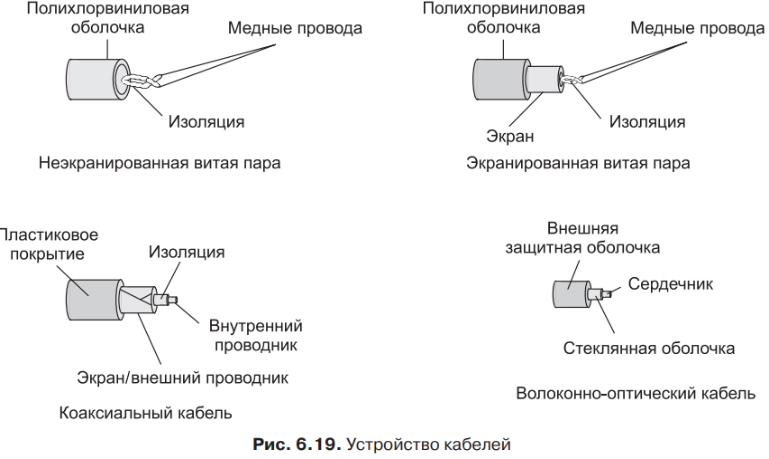 Полихлорвиниловая
оболочка
Медные провода
Изоляция
Неэкранированная витая пара
Полихлорвиниловая
оболочка
Медные провода
Экран
Изоляция
Экранированная витая пара
Пластиковое
покрытие
Изоляция
Внутренний
проводник
Экран/внешний проводник
Коаксиальный кабель
Внешняя
защитная оболочка
Сердечник
Стеклянная оболочка
Волоконно-оптический кабель
Рис. 6.19. Устройство кабелей